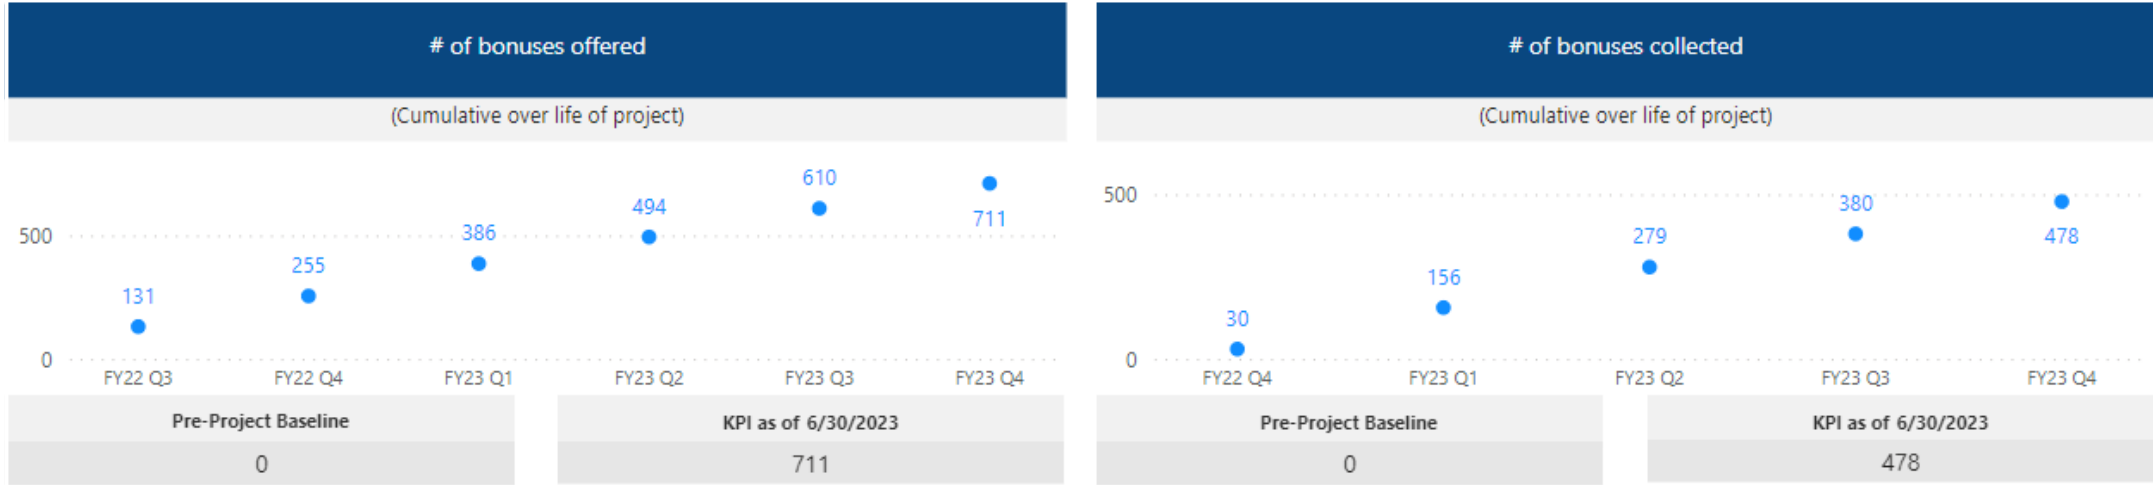 # of bonuses offered
(Cumulative over life of project)
500
0
131
255
386
494
610
711
FY22 Q3
FY22 Q4
FY23 Q1
FY23 Q2
FY23 Q3
FY23 Q4
Pre-Project Baseline
0
KPI as of 6/30/2023
711
# of bonuses collected
(Cumulative over life of project)
500
0
30
156
279
380
478
FY22 Q4
FY23 Q1
FY23 Q2
FY23 Q3
FY23 Q4
Pre-Project Baseline
0
KPI as of 6/30/2023
478